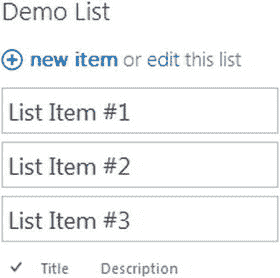 Demo List
new item or edit this list
List Item #1
List Item #2
List Item #3
Title Description